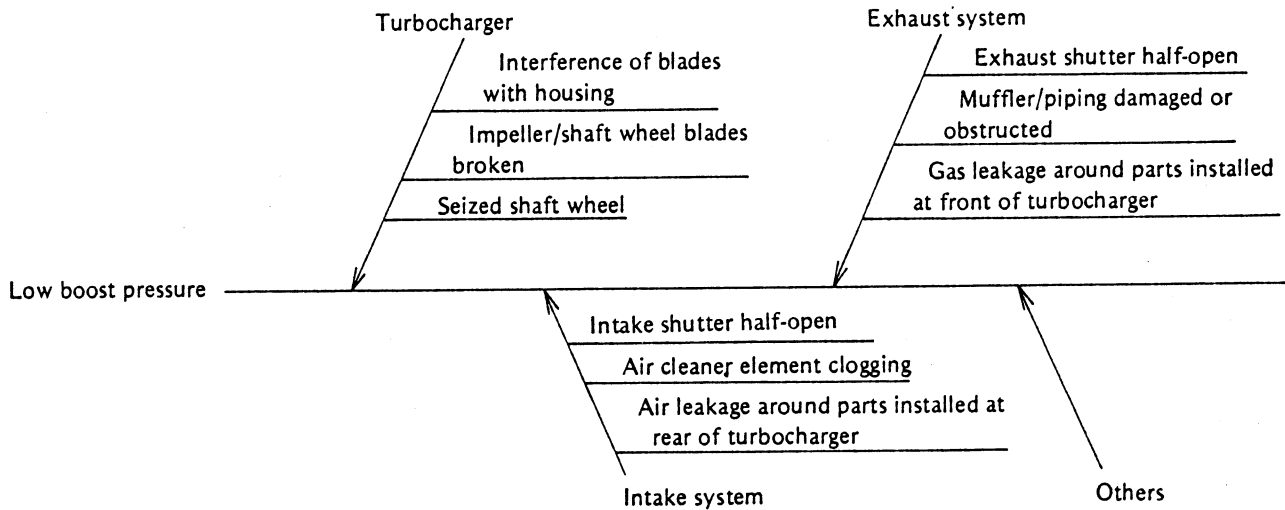 Turbocharger
Interference of blades
with housing
Impeller/shaft wheel blades
broken
Seized shaft wheel
Exhaust system
Exhaust shutter half-open
Muffler/piping damaged or
obstructed
Gas leakage around parts installed
at front of turbocharger
Low boost pressure
Intake shutter half-open
Air cleaner element clogging
Air leakage around parts installed at
rear of turbocharger
Intake system
Others